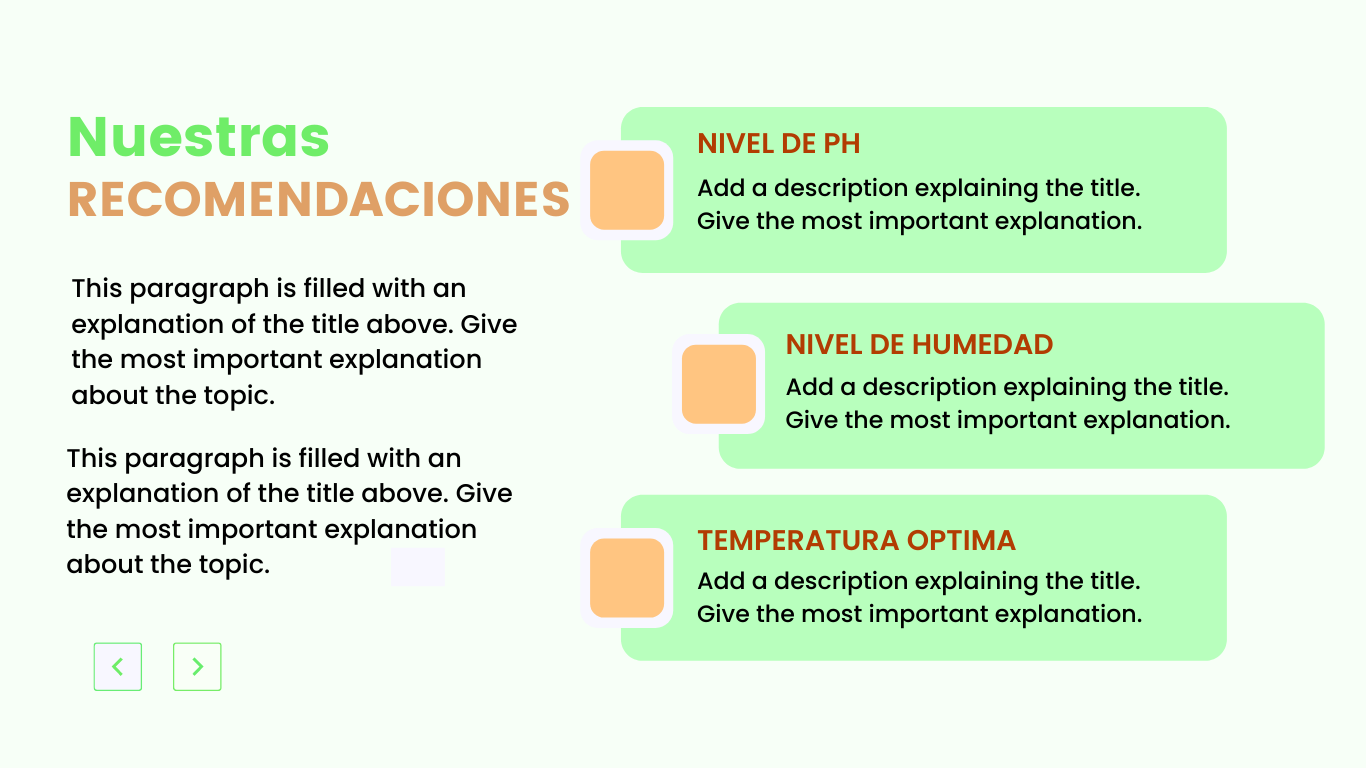 Nuestras
RECOMENDACIONES
This paragraph is filled with an
explanation of the title above. Give
the most important explanation
about the topic.
This paragraph is filled with an
explanation of the title above. Give
the most important explanation
about the topic.
NIVEL DE PH
Add a description explaining the title.
Give the most important explanation.
NIVEL DE HUMEDAD
Add a description explaining the title.
Give the most important explanation.
TEMPERATURA OPTIMA
Add a description explaining the title.
Give the most important explanation.